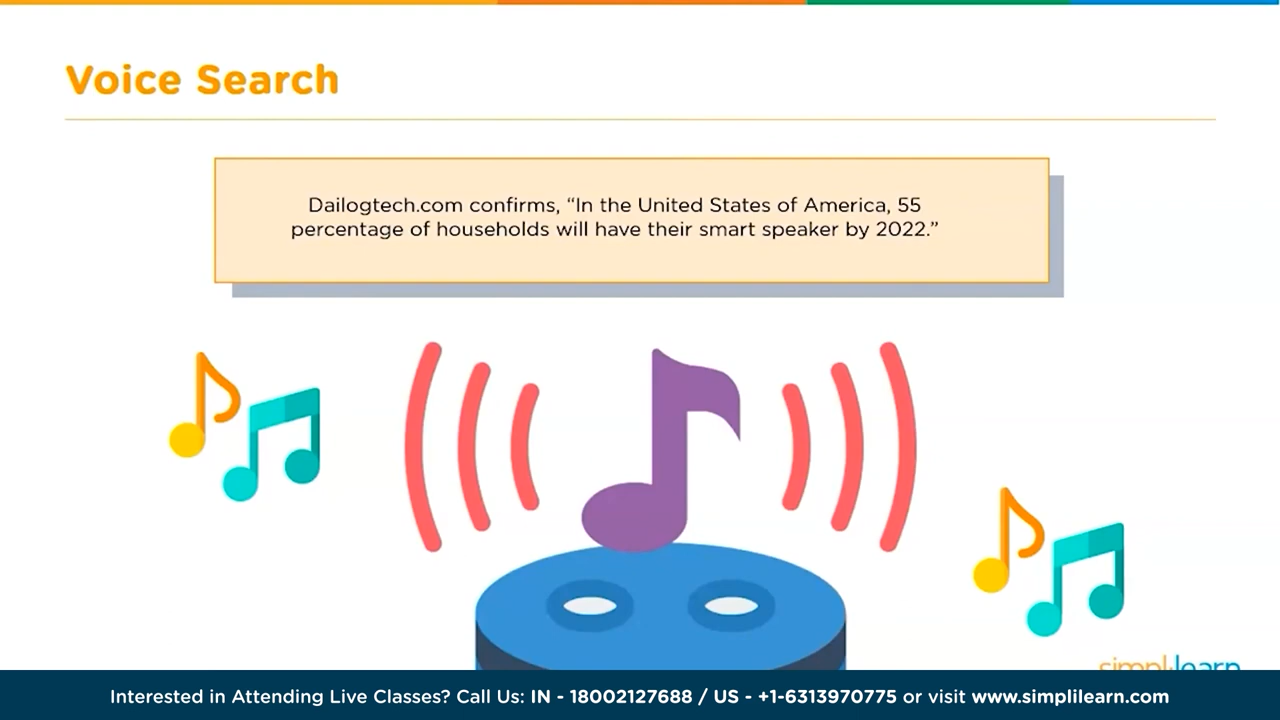 Voice Search
Dailogtech.com confirms, “In the United States of America, 55
percentage of households will have their smart speaker by 2022.”
simplilearn
Interested in Attending Live Classes? Call Us: IN - 18002127688 / US - +1-6313970775 or visit www.simplilearn.com